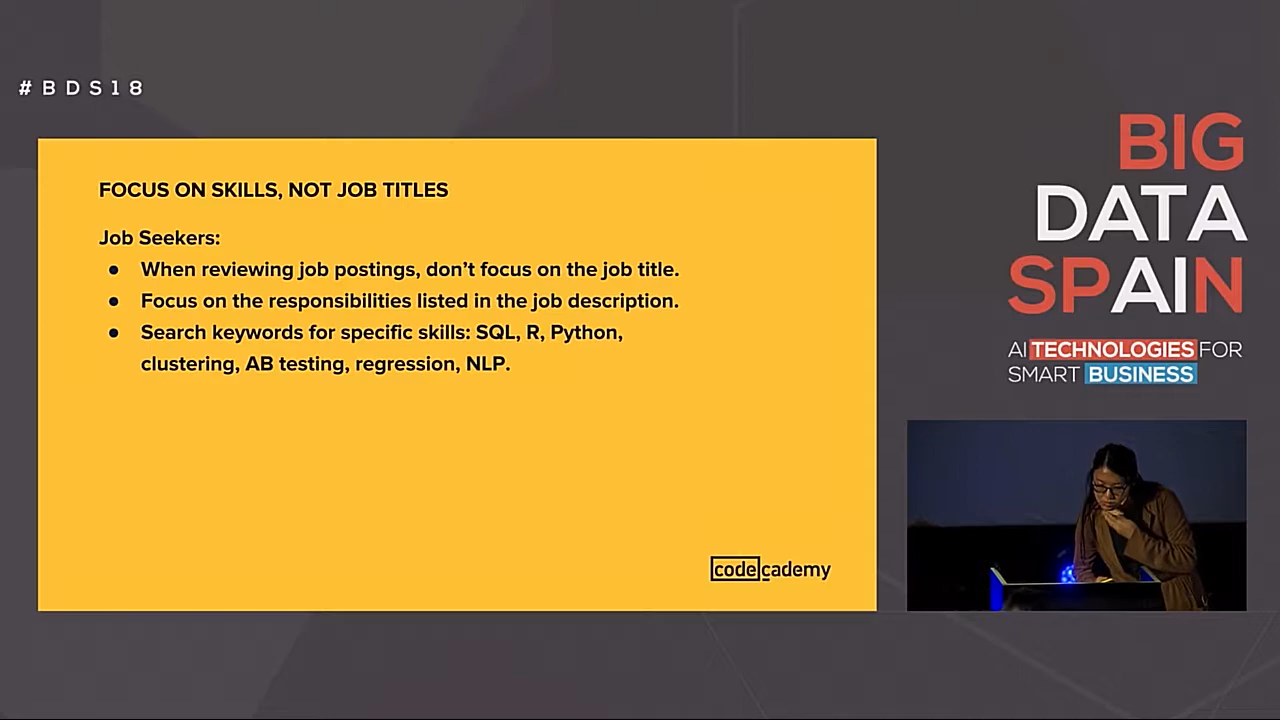 #BDS18
FOCUS ON SKILLS, NOT JOB TITLES
Job Seekers:
● When reviewing job postings, don’t focus on the job title.
● Focus on the responsibilities listed in the job description.
● Search keywords for specific skills: SQL, R, Python,
clustering, AB testing, regression, NLP.
codecademy
BIG
DATA
SPAIN
AI TECHNOLOGIES FOR
SMART BUSINESS